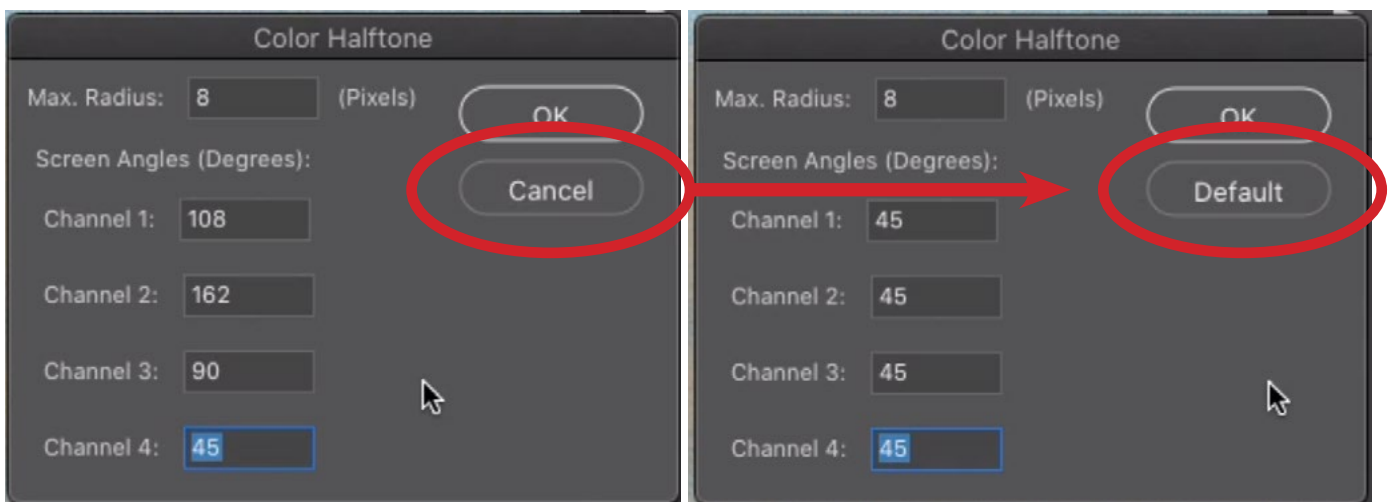 Color Halftone
Max. Radius: 8 (Pixels)
OK
Screen Angles (Degrees):
Cancel
Channel 1: 108
Channel 2: 162
Channel 3: 90
Channel 4: 45
Color Halftone
Max. Radius: 8 (Pixels)
OK
Screen Angles (Degrees):
Default
Channel 1: 45
Channel 2: 45
Channel 3: 45
Channel 4: 45